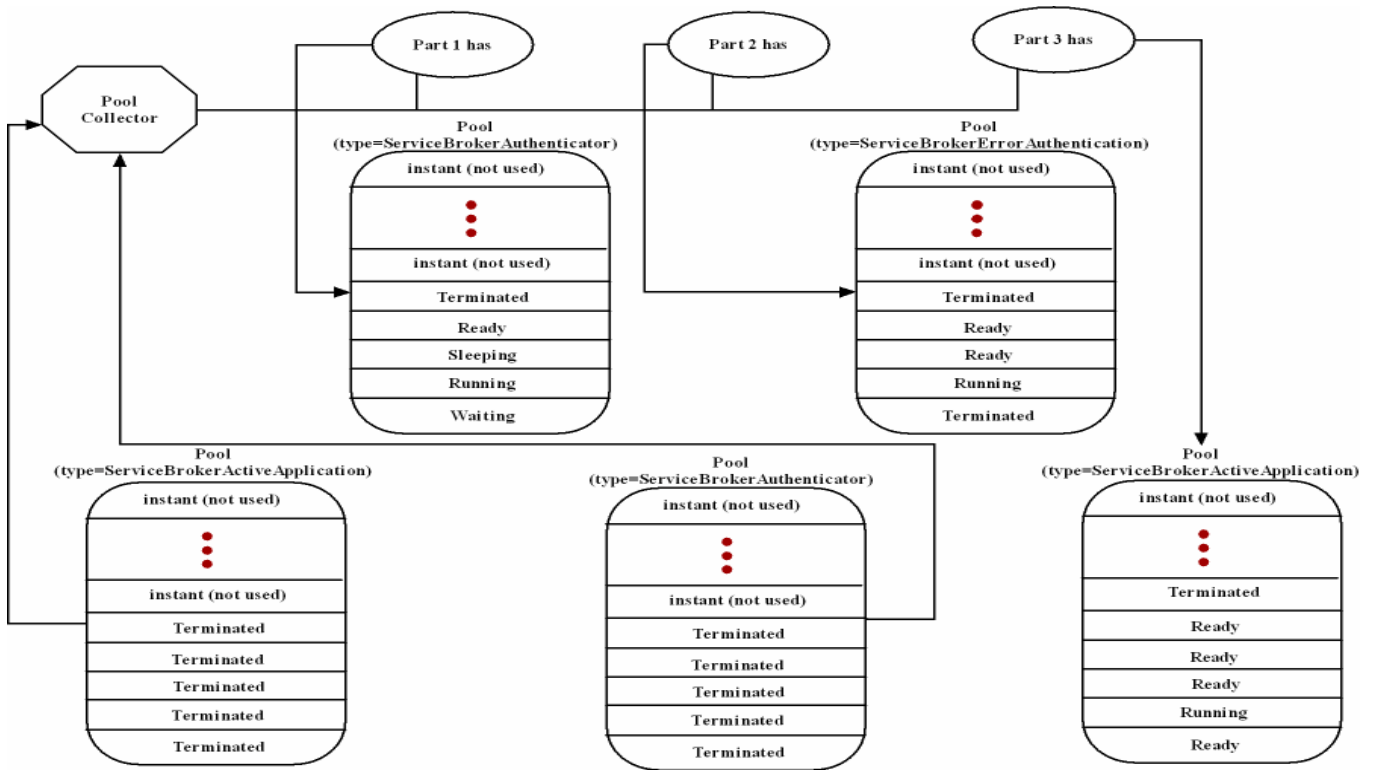 Part 1 has
Part 2 has
Part 3 has
Pool
Collector
Pool
(type=ServiceBrokerAuthenticator)
instant (not used)
instant (not used)
Terminated
Ready
Sleeping
Running
Waiting
Pool
(type=ServiceBrokerErrorAuthentication)
instant (not used)
instant (not used)
Terminated
Ready
Ready
Running
Terminated
Pool
(type=ServiceBrokerActiveApplication)
instant (not used)
instant (not used)
Terminated
Terminated
Terminated
Terminated
Terminated
Pool
(type=ServiceBrokerAuthenticator)
instant (not used)
instant (not used)
Terminated
Terminated
Terminated
Terminated
Terminated
Pool
(type=ServiceBrokerActiveApplication)
instant (not used)
Terminated
Ready
Ready
Ready
Running
Ready